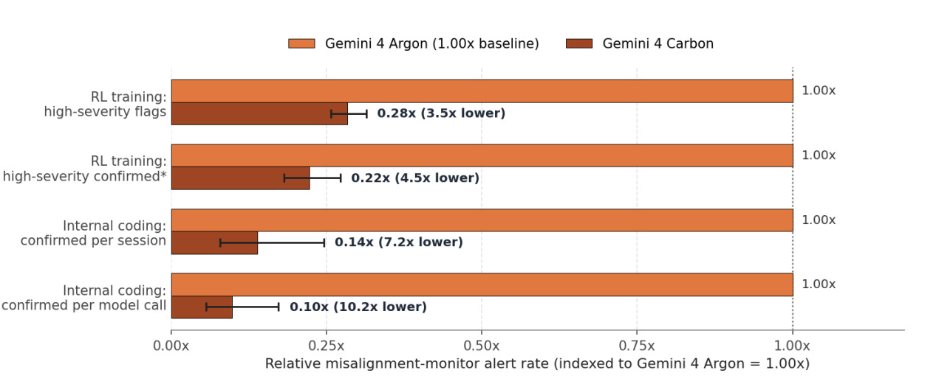 Gemini 4 Argon (1.00x baseline) Gemini 4 Carbon
RL training:
high-severity flags
1.00x
0.28x (3.5x lower)
RL training:
high-severity confirmed*
1.00x
0.22x (4.5x lower)
Internal coding:
confirmed per session
1.00x
0.14x (7.2x lower)
Internal coding:
confirmed per model call
1.00x
0.10x (10.2x lower)
0.00x 0.25x 0.50x 0.75x 1.00x
Relative misalignment-monitor alert rate (indexed to Gemini 4 Argon = 1.00x)